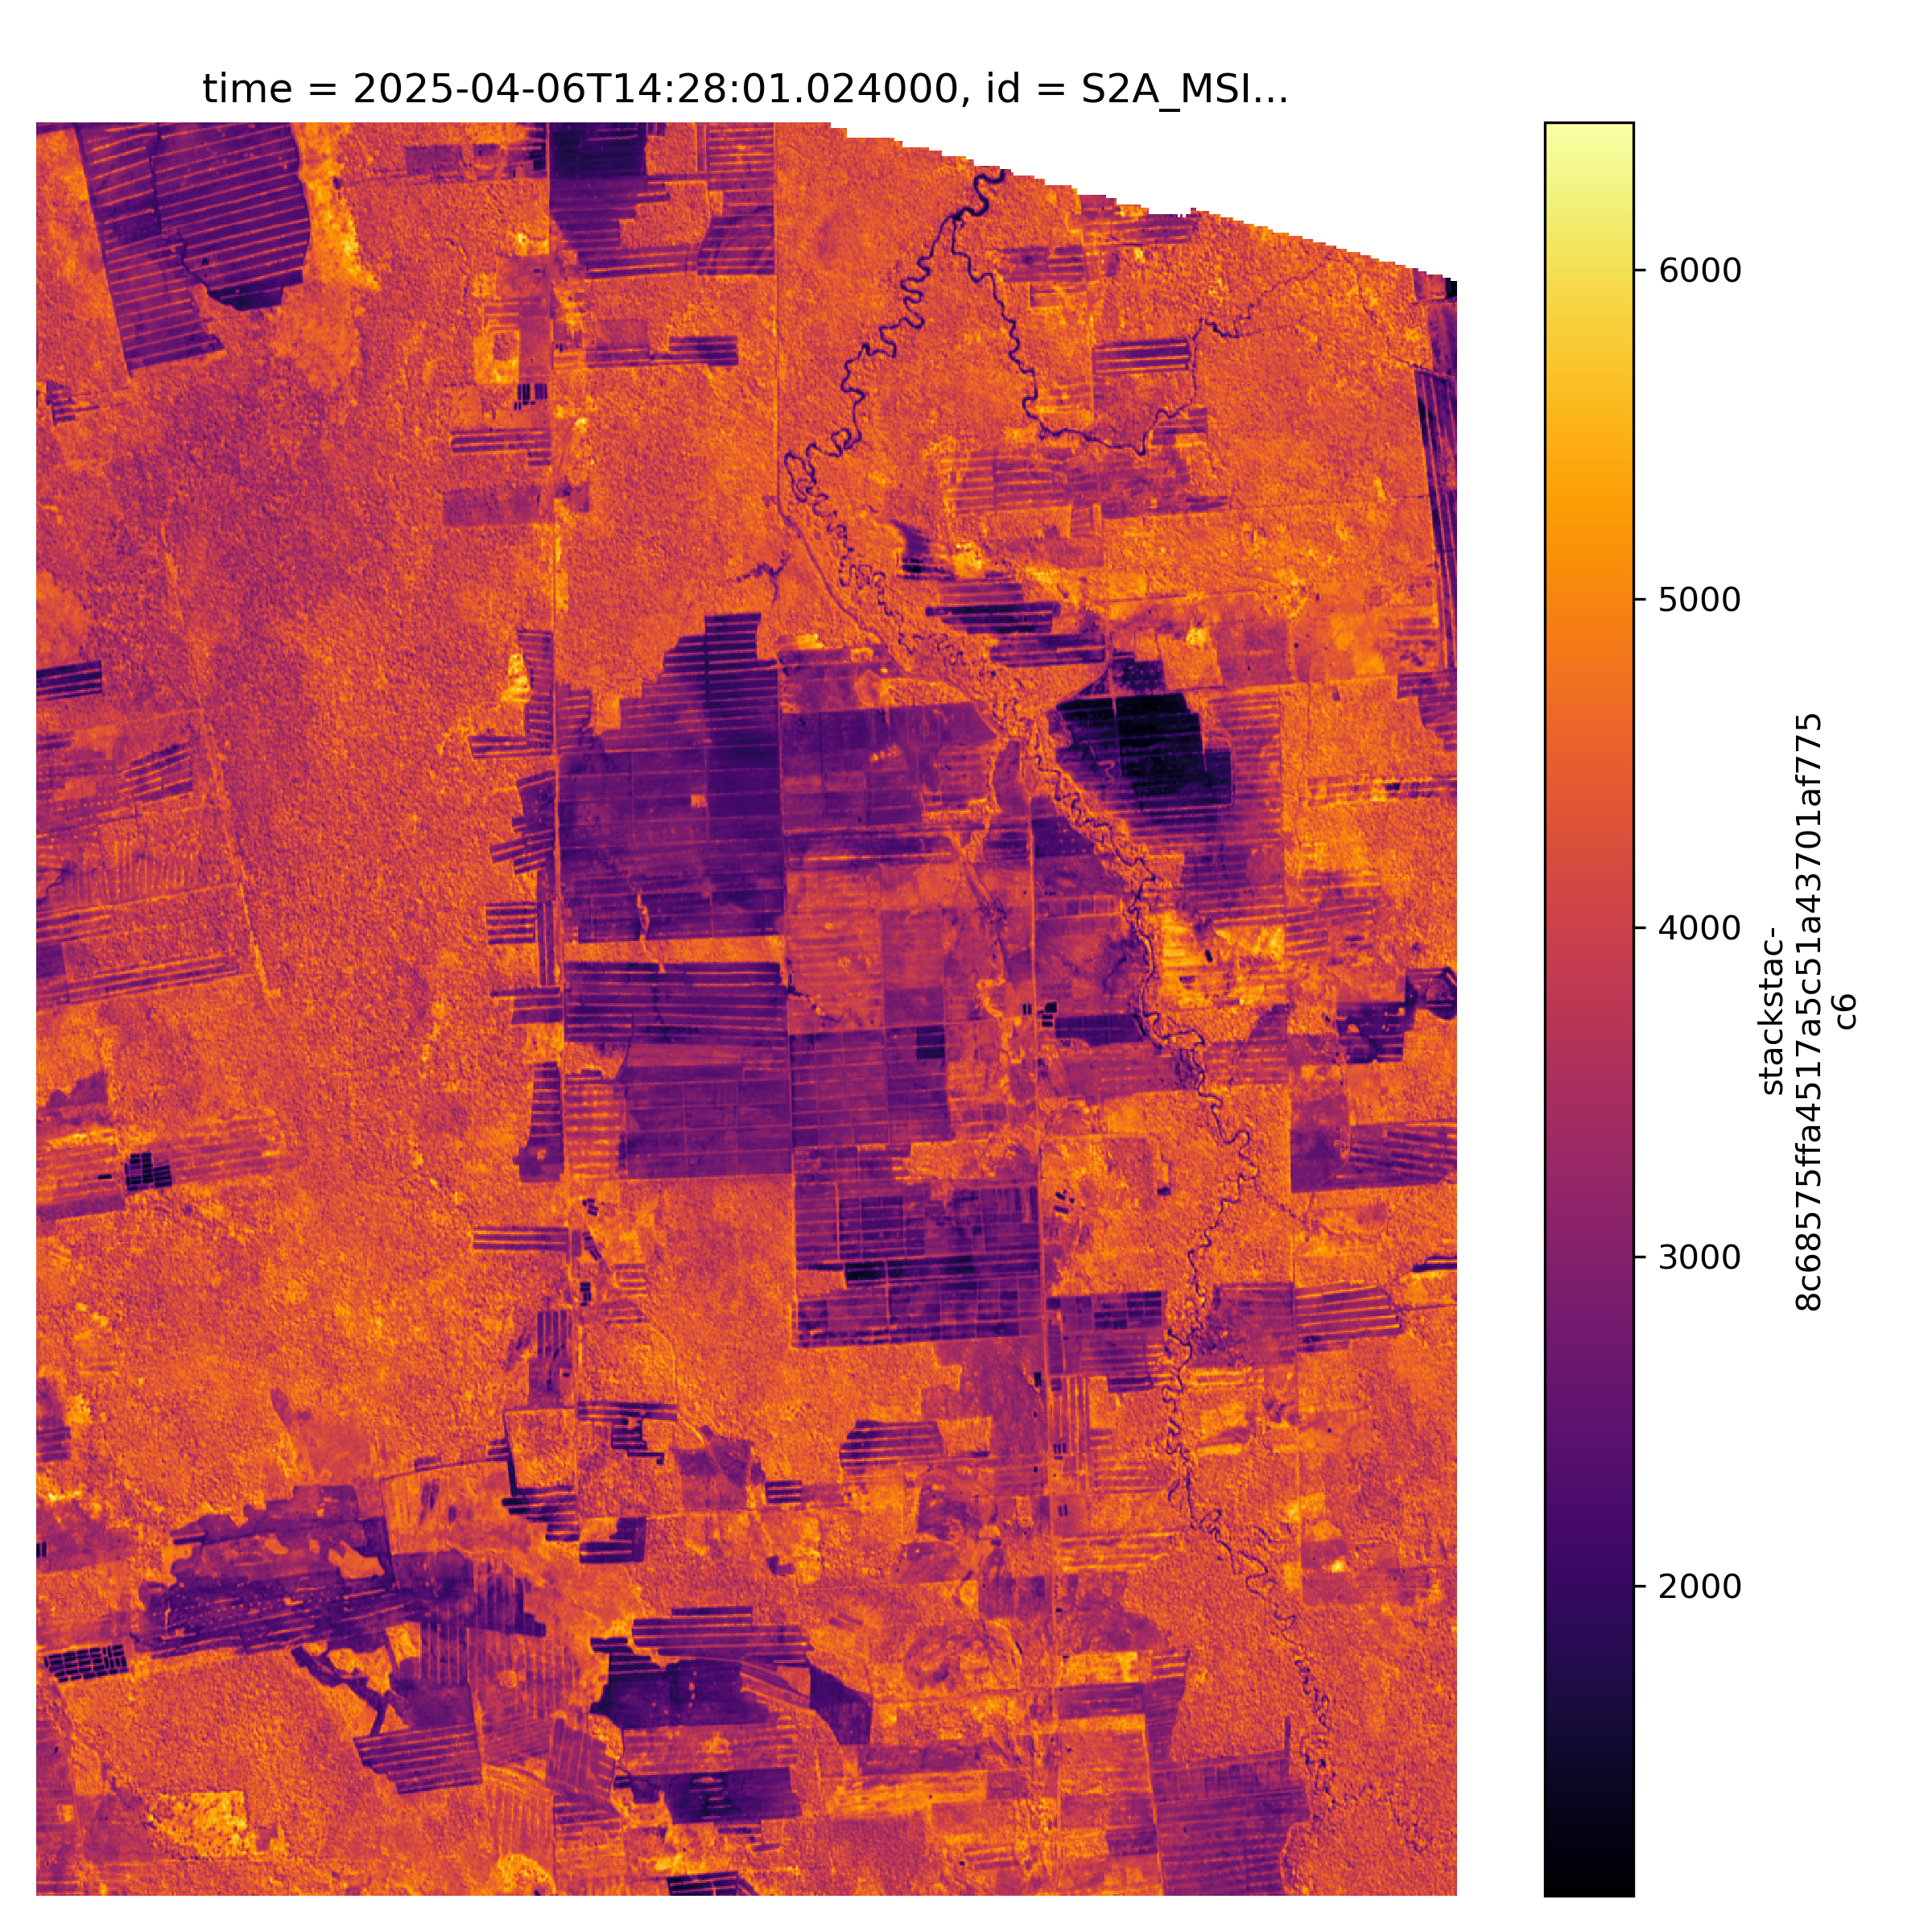 time = 2025-04-06T14:28:01.024000, id = S2A_MSI...
6000
5000
4000
3000
2000
stackstac-
8c68575ffa4517a5c51a43701af775
c6